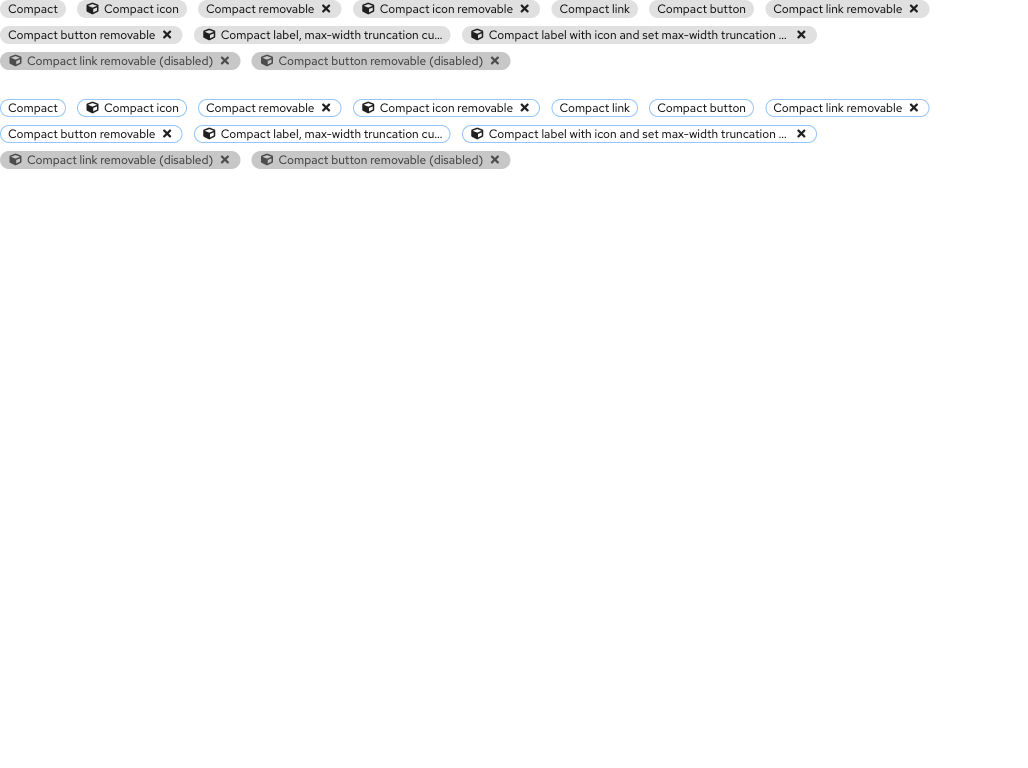 Compact Compact icon Compact removable Compact icon removable Compact link Compact button Compact link removable
Compact button removable Compact label, max-width truncation cu... Compact label with icon and set max-width truncation ...
Compact link removable (disabled) Compact button removable (disabled)
Compact Compact icon Compact removable Compact icon removable Compact link Compact button Compact link removable
Compact button removable Compact label, max-width truncation cu... Compact label with icon and set max-width truncation ...
Compact link removable (disabled) Compact button removable (disabled)